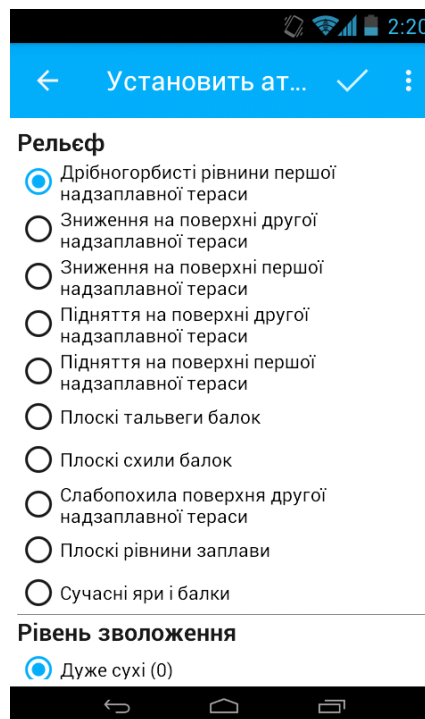 2:20
Установить ат...
Рельєф
Дрібногорбисті рівнини першої
надзаплавної тераси
Зниження на поверхні другої
надзаплавної тераси
Зниження на поверхні першої
надзаплавної тераси
Підняття на поверхні другої
надзаплавної тераси
Підняття на поверхні першої
надзаплавної тераси
Плоскі тальвеги балок
Плоскі схили балок
Слабопохила поверхня другої
надзаплавної тераси
Плоскі рівнини заплави
Сучасні яри і балки
Рівень зволоження
Дуже сухі (0)